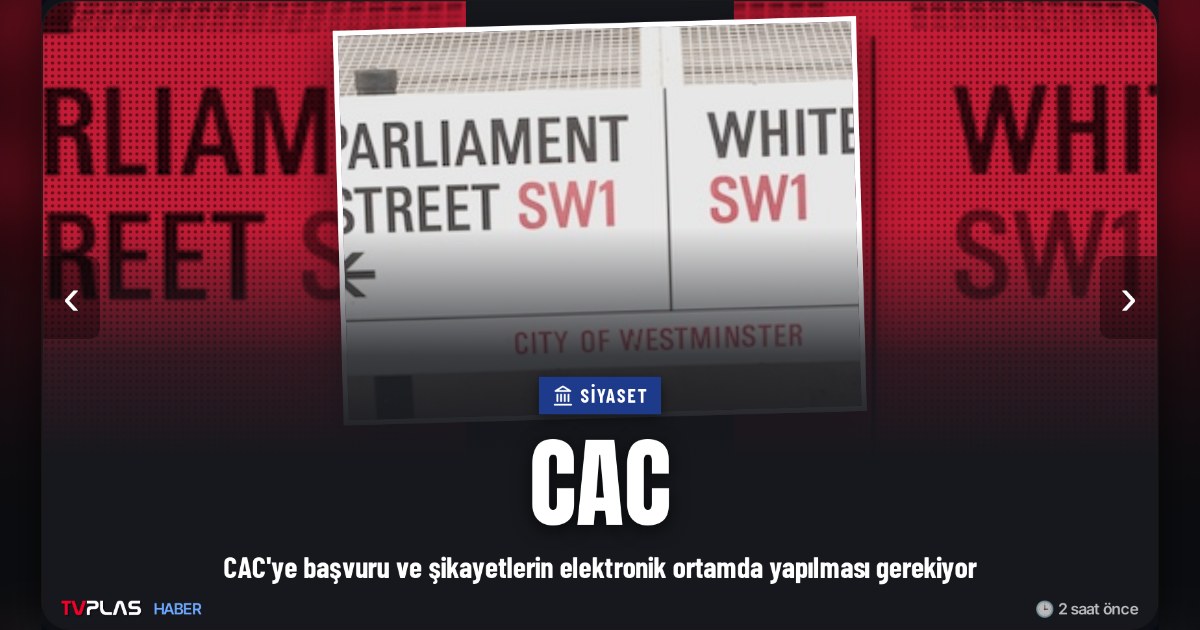 PARLIAMENT
STREET SW1
WHITE
SW1
CITY OF WESTMINSTER
SİYASET
CAC
CAC'ye başvuru ve şikayetlerin elektronik ortamda yapılması gerekiyor
TVPLAS HABER
2 saat önce